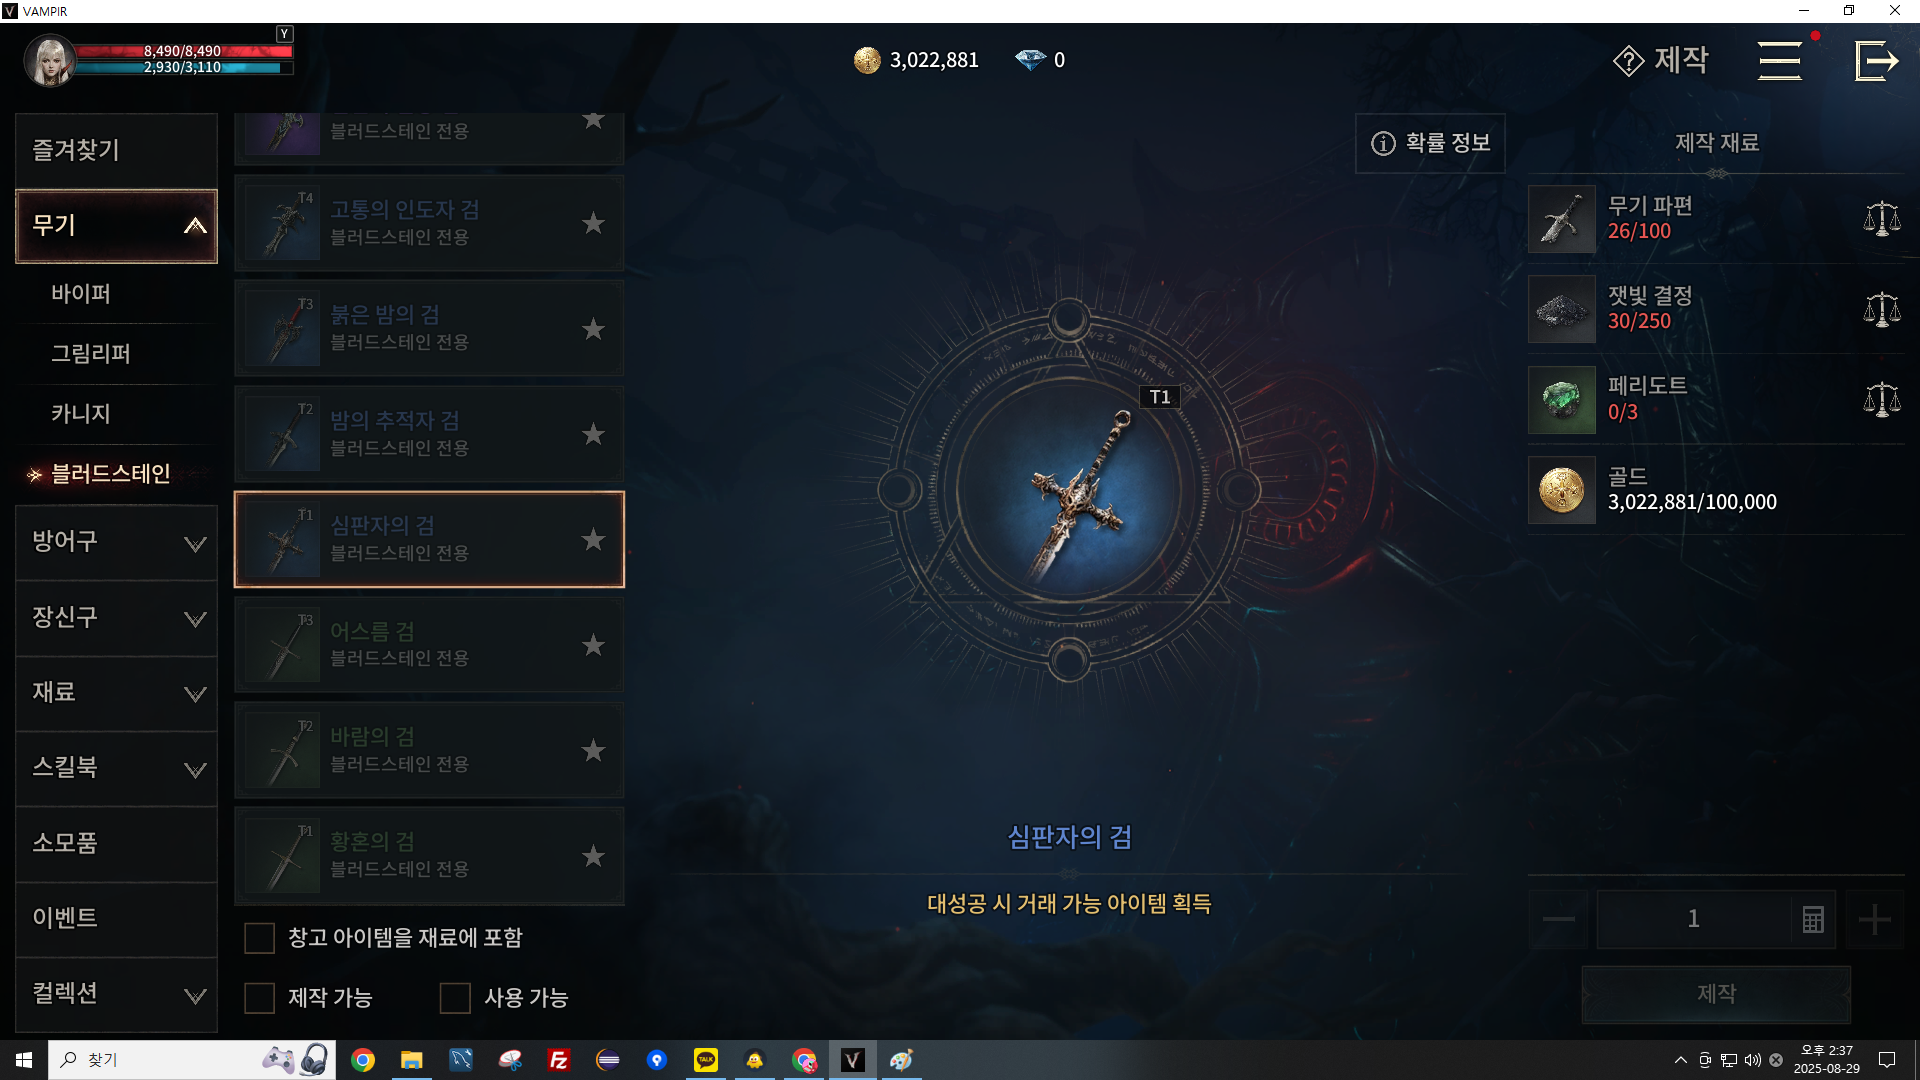 VAMPIR
8,490/8,490
Y
2,930/3,110
3,022,881
0
제작
즐겨찾기
무기
바이퍼
그림리퍼
카니지
블러드스테인
방어구
장신구
재료
스킬북
소모품
이벤트
컬렉션
블러드스테인 전용
T4
고통의 인도자 검
블러드스테인 전용
T3
붉은 밤의 검
블러드스테인 전용
T2
밤의 추적자 검
블러드스테인 전용
T1
심판자의 검
블러드스테인 전용
T3
어스름 검
블러드스테인 전용
T2
바람의 검
블러드스테인 전용
T1
황혼의 검
블러드스테인 전용
창고 아이템을 재료에 포함
제작 가능
사용 가능
확률 정보
T1
심판자의 검
대성공 시 거래 가능 아이템 획득
제작 재료
무기 파편
26/100
잿빛 결정
30/250
페리도트
0/3
골드
3,022,881/100,000
1
제작
찾기
TALK
오후 2:37
2025-08-29